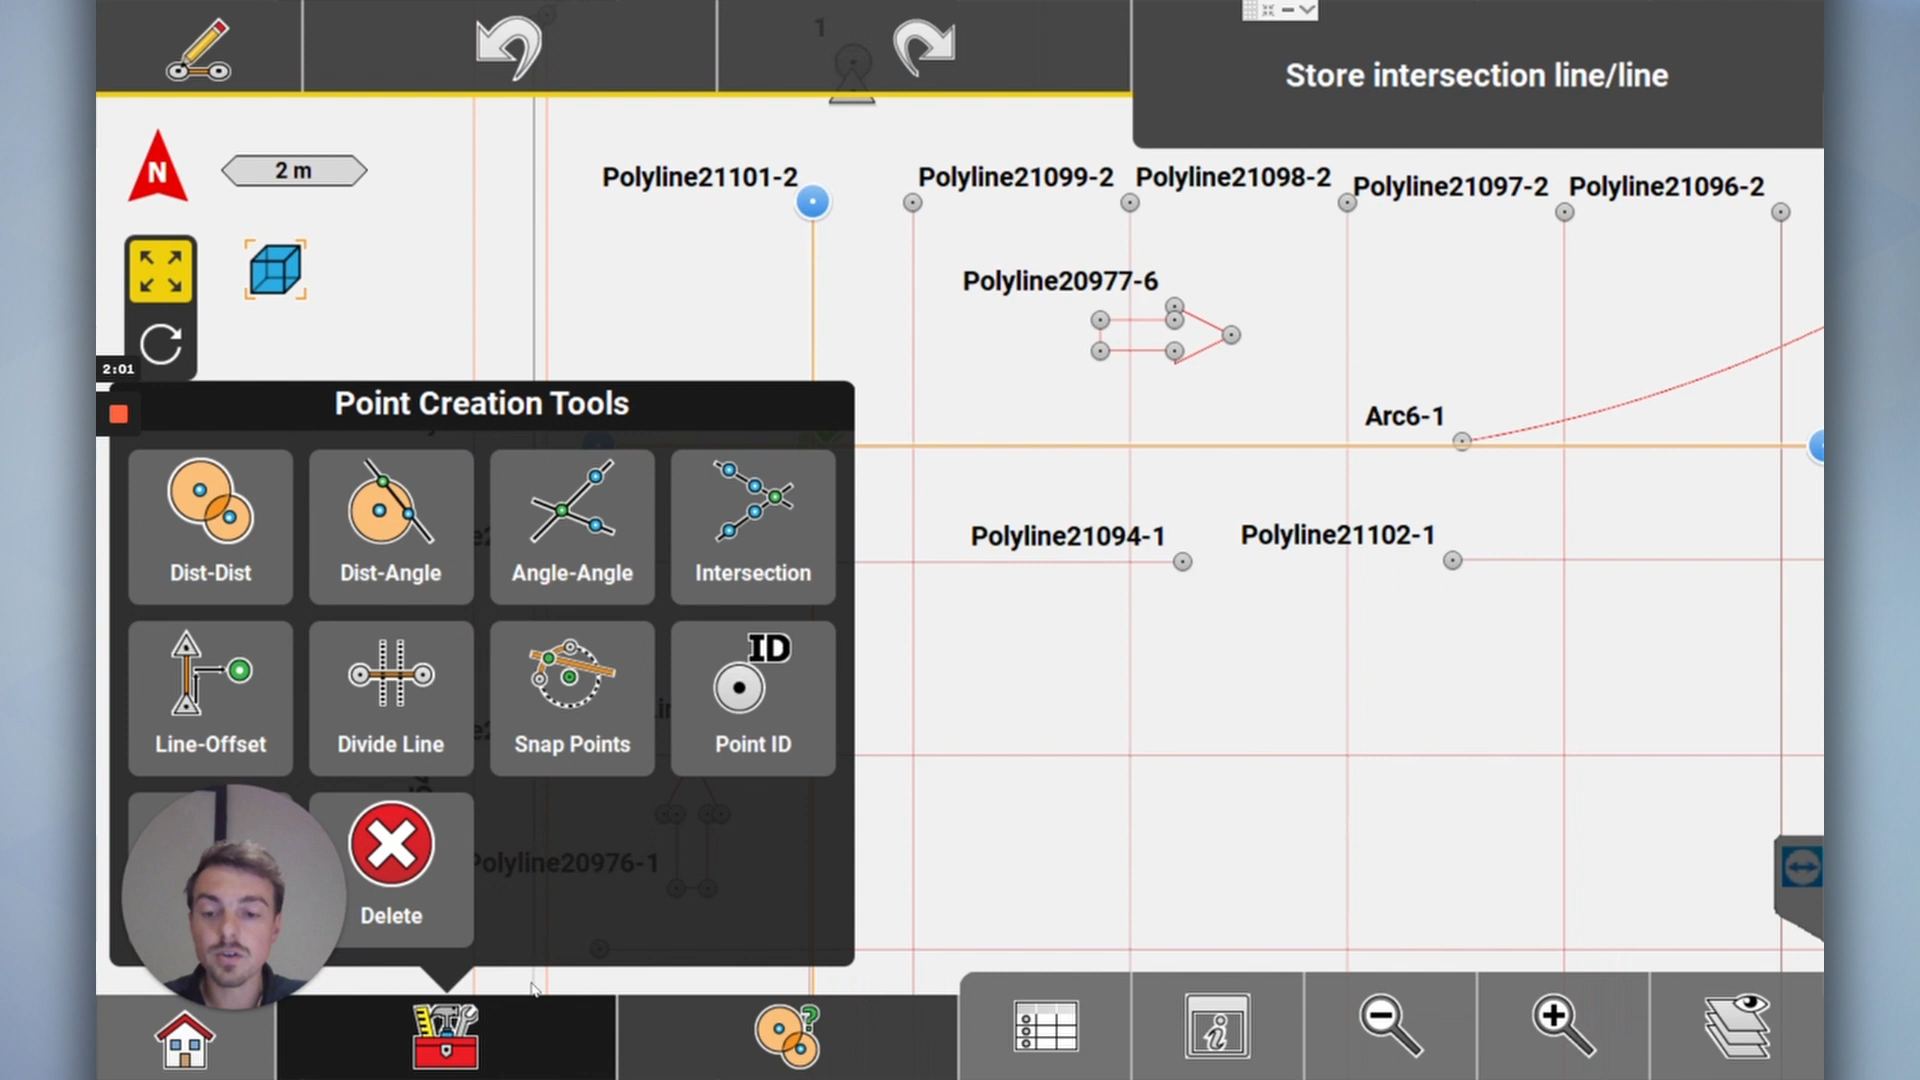 1
Store intersection line/line
N
2 m
Polyline21101-2
Polyline21099-2
Polyline21098-2
Polyline21097-2
Polyline21096-2
Polyline20977-6
2:01
Point Creation Tools
Arc6-1
Dist-Dist
Dist-Angle
Angle-Angle
Intersection
Polyline21094-1
Polyline21102-1
ID
Line-Offset
Divide Line
Snap Points
Point ID
Polyline20976-1
Delete
?
i